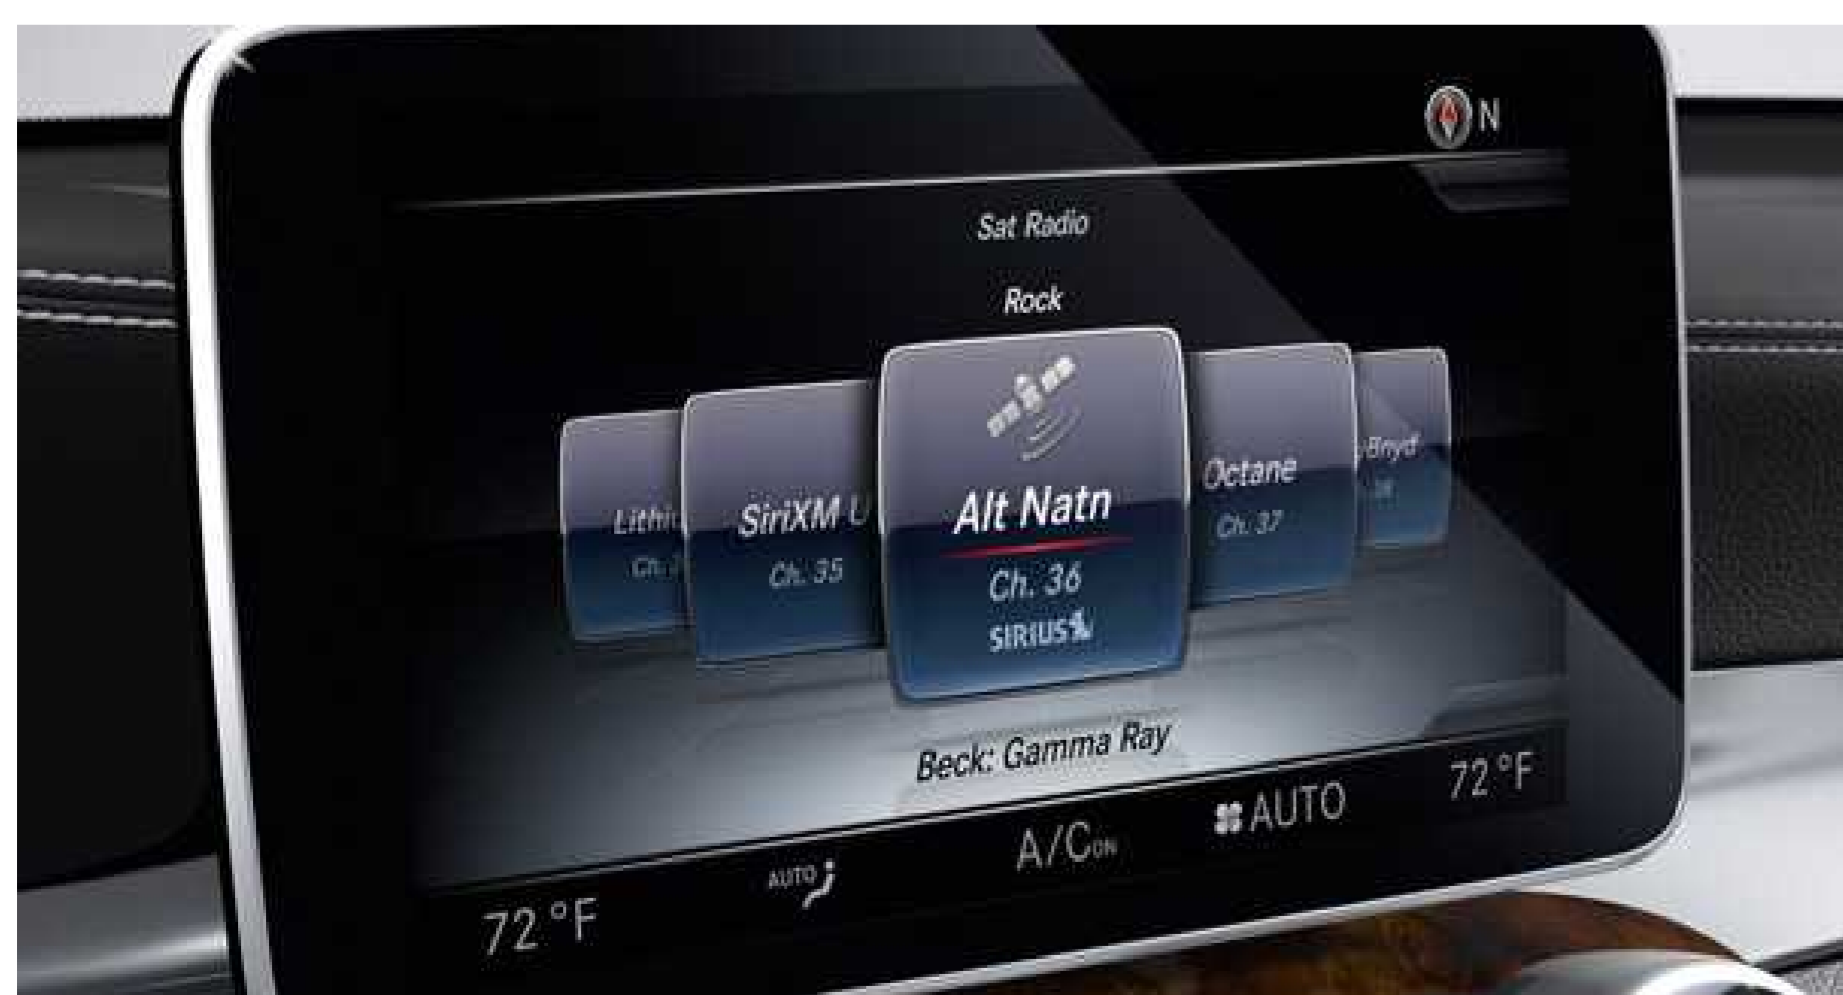 N
Sat Radio
Rock
SiriXM U
Ch. 35
Alt Natn
Ch. 36
SIRIUS
Octane
Ch. 37
Beck: Gamma Ray
72 °F
AUTO
A/C ON
AUTO
72 °F